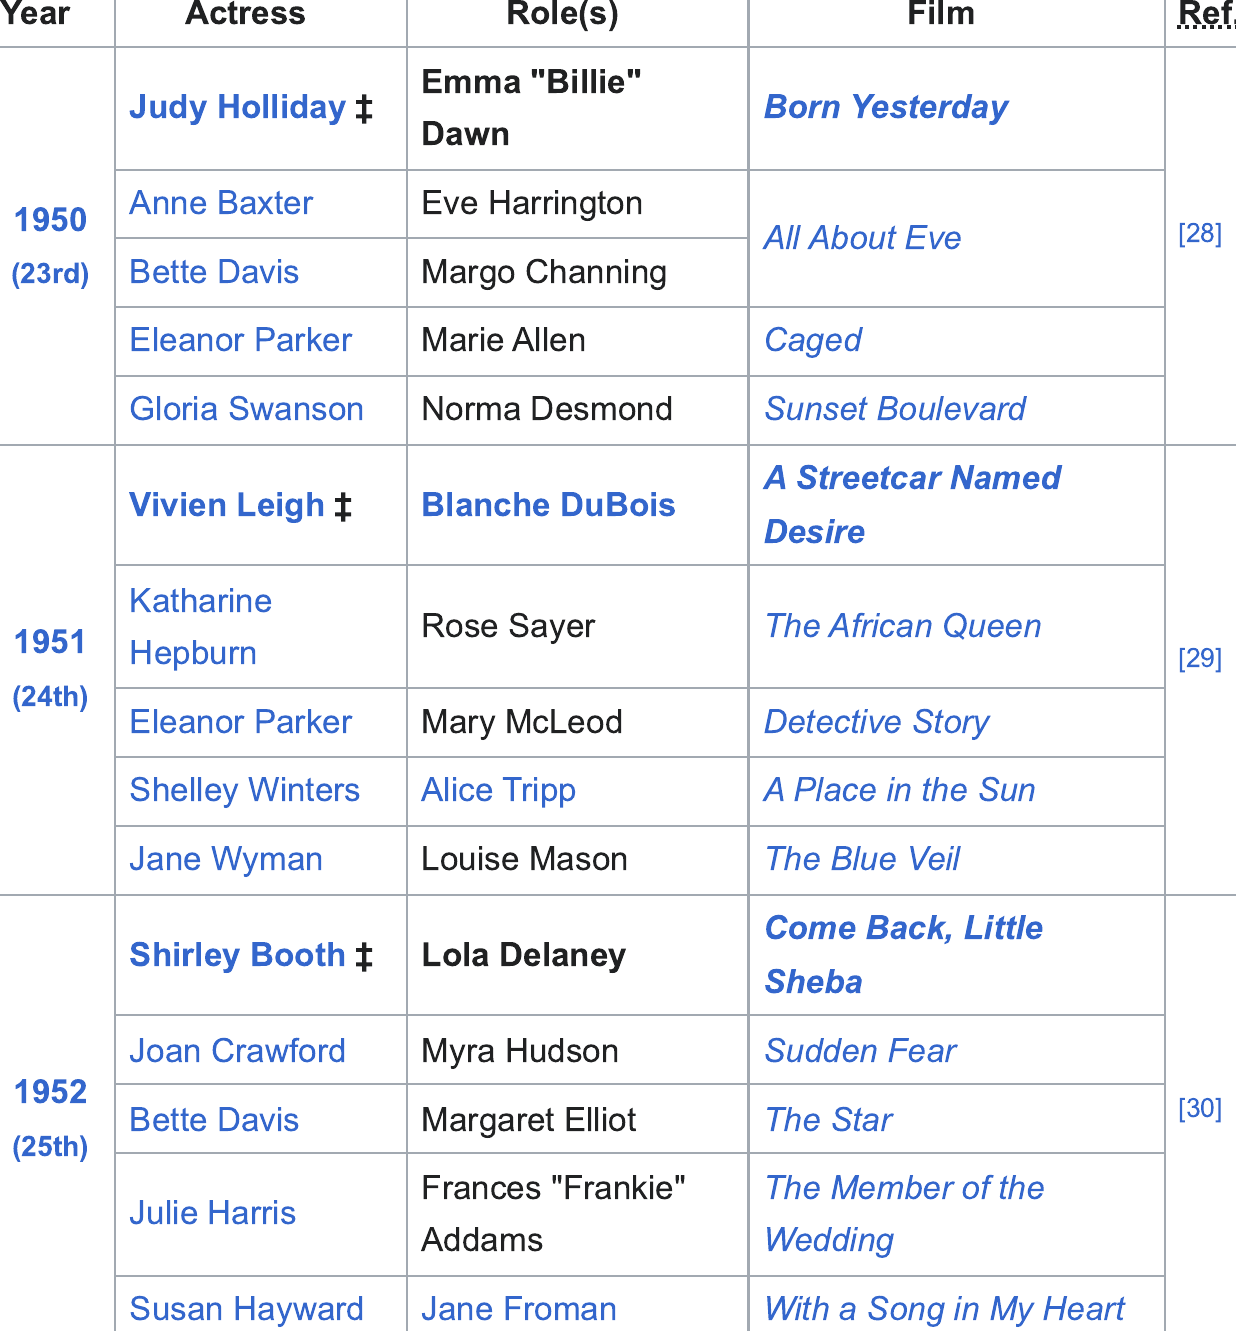 Year Actress Role(s) Film Ref.
1950 (23rd) Judy Holliday ‡ Emma "Billie" Dawn Born Yesterday [28]
Anne Baxter Eve Harrington All About Eve
Bette Davis Margo Channing
Eleanor Parker Marie Allen Caged
Gloria Swanson Norma Desmond Sunset Boulevard
1951 (24th) Vivien Leigh ‡ Blanche DuBois A Streetcar Named Desire [29]
Katharine Hepburn Rose Sayer The African Queen
Eleanor Parker Mary McLeod Detective Story
Shelley Winters Alice Tripp A Place in the Sun
Jane Wyman Louise Mason The Blue Veil
1952 (25th) Shirley Booth ‡ Lola Delaney Come Back, Little Sheba [30]
Joan Crawford Myra Hudson Sudden Fear
Bette Davis Margaret Elliot The Star
Julie Harris Frances "Frankie" Addams The Member of the Wedding
Susan Hayward Jane Froman With a Song in My Heart